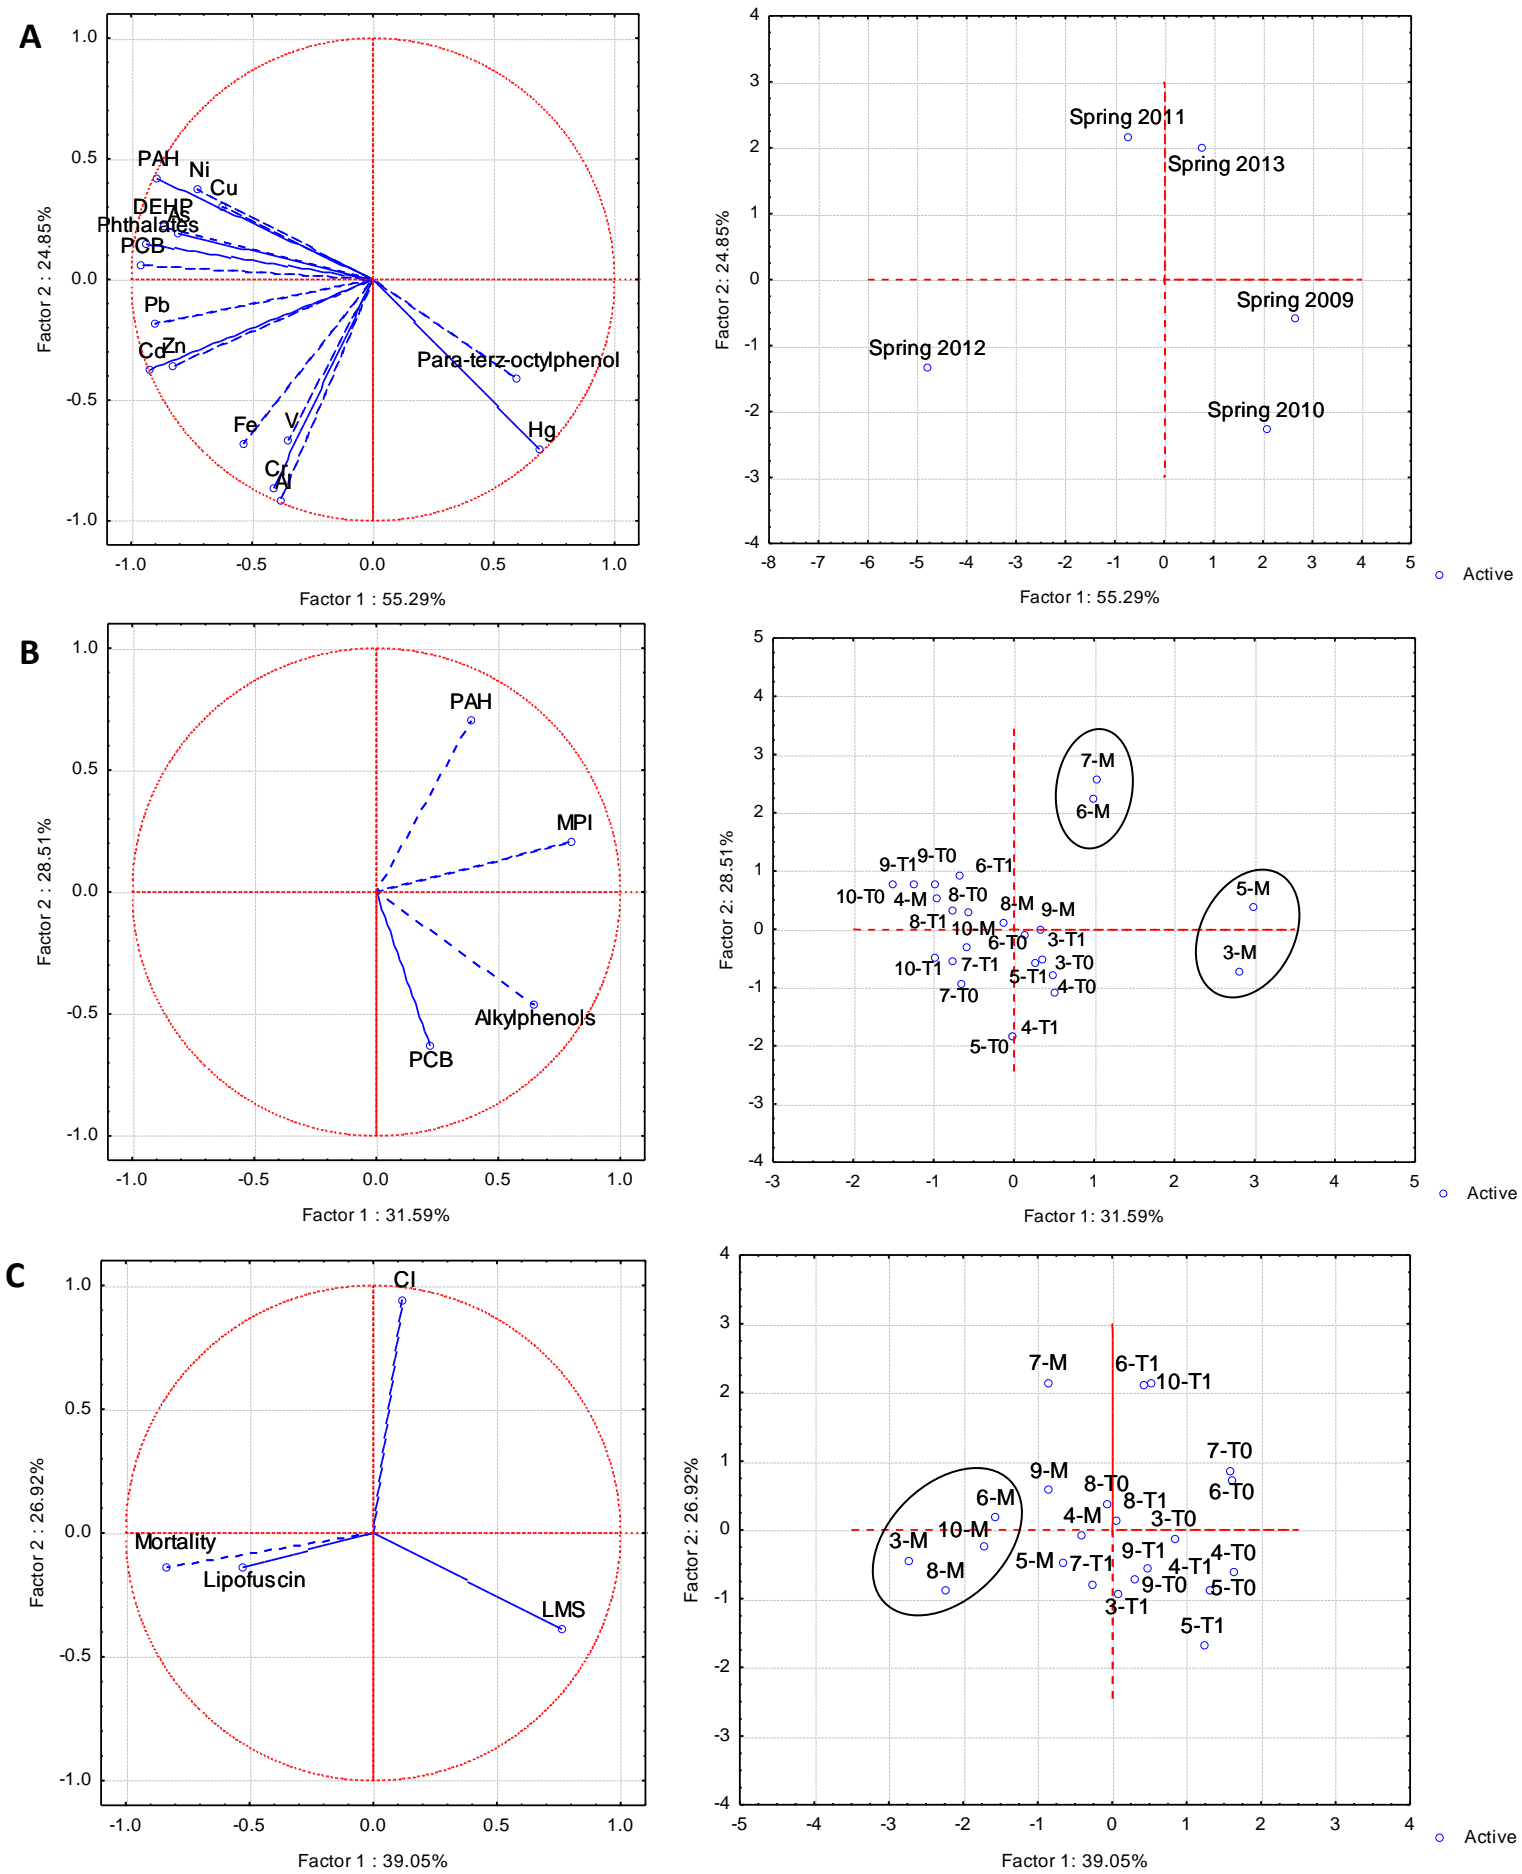 A
1.0
0.5
0.0
-0.5
-1.0
Factor 2 : 24.85%
PAH
Ni
Cu
DEHP
As
Phthalates
PCB
Pb
Cd
Zn
Fe
V
Cr
Al
Para-terz-octylphenol
Hg
-1.0 -0.5 0.0 0.5 1.0
Factor 1 : 55.29%
4
3
2
1
0
-1
-2
-3
-4
Factor 2: 24.85%
Spring 2011
Spring 2013
Spring 2009
Spring 2012
Spring 2010
-8 -7 -6 -5 -4 -3 -2 -1 0 1 2 3 4 5
Factor 1: 55.29%
Active
B
1.0
0.5
0.0
-0.5
-1.0
Factor 2 : 28.51%
PAH
MPI
Alkylphenols
PCB
-1.0 -0.5 0.0 0.5 1.0
Factor 1 : 31.59%
5
4
3
2
1
0
-1
-2
-3
-4
Factor 2: 28.51%
7-M
6-M
9-T1 9-T0 6-T1
10-T0 4-M 8-T0
8-T1 8-M 9-M
10-M
6-T0 3-T1
10-T1 7-T1 5-T1 3-T0
7-T0 4-T0
4-T1
5-T0
5-M
3-M
-3 -2 -1 0 1 2 3 4 5
Factor 1: 31.59%
Active
C
1.0
0.5
0.0
-0.5
-1.0
Factor 2 : 26.92%
CI
Mortality
Lipofuscin
LMS
-1.0 -0.5 0.0 0.5 1.0
Factor 1 : 39.05%
4
3
2
1
0
-1
-2
-3
-4
Factor 2: 26.92%
7-M 6-T1
10-T1
7-T0
9-M
8-T0 6-T0
6-M 8-T1
4-M 3-T0
10-M
3-M 9-T1 4-T0
8-M 5-M 7-T1 4-T1
9-T0 5-T0
3-T1
5-T1
-5 -4 -3 -2 -1 0 1 2 3 4
Factor 1: 39.05%
Active